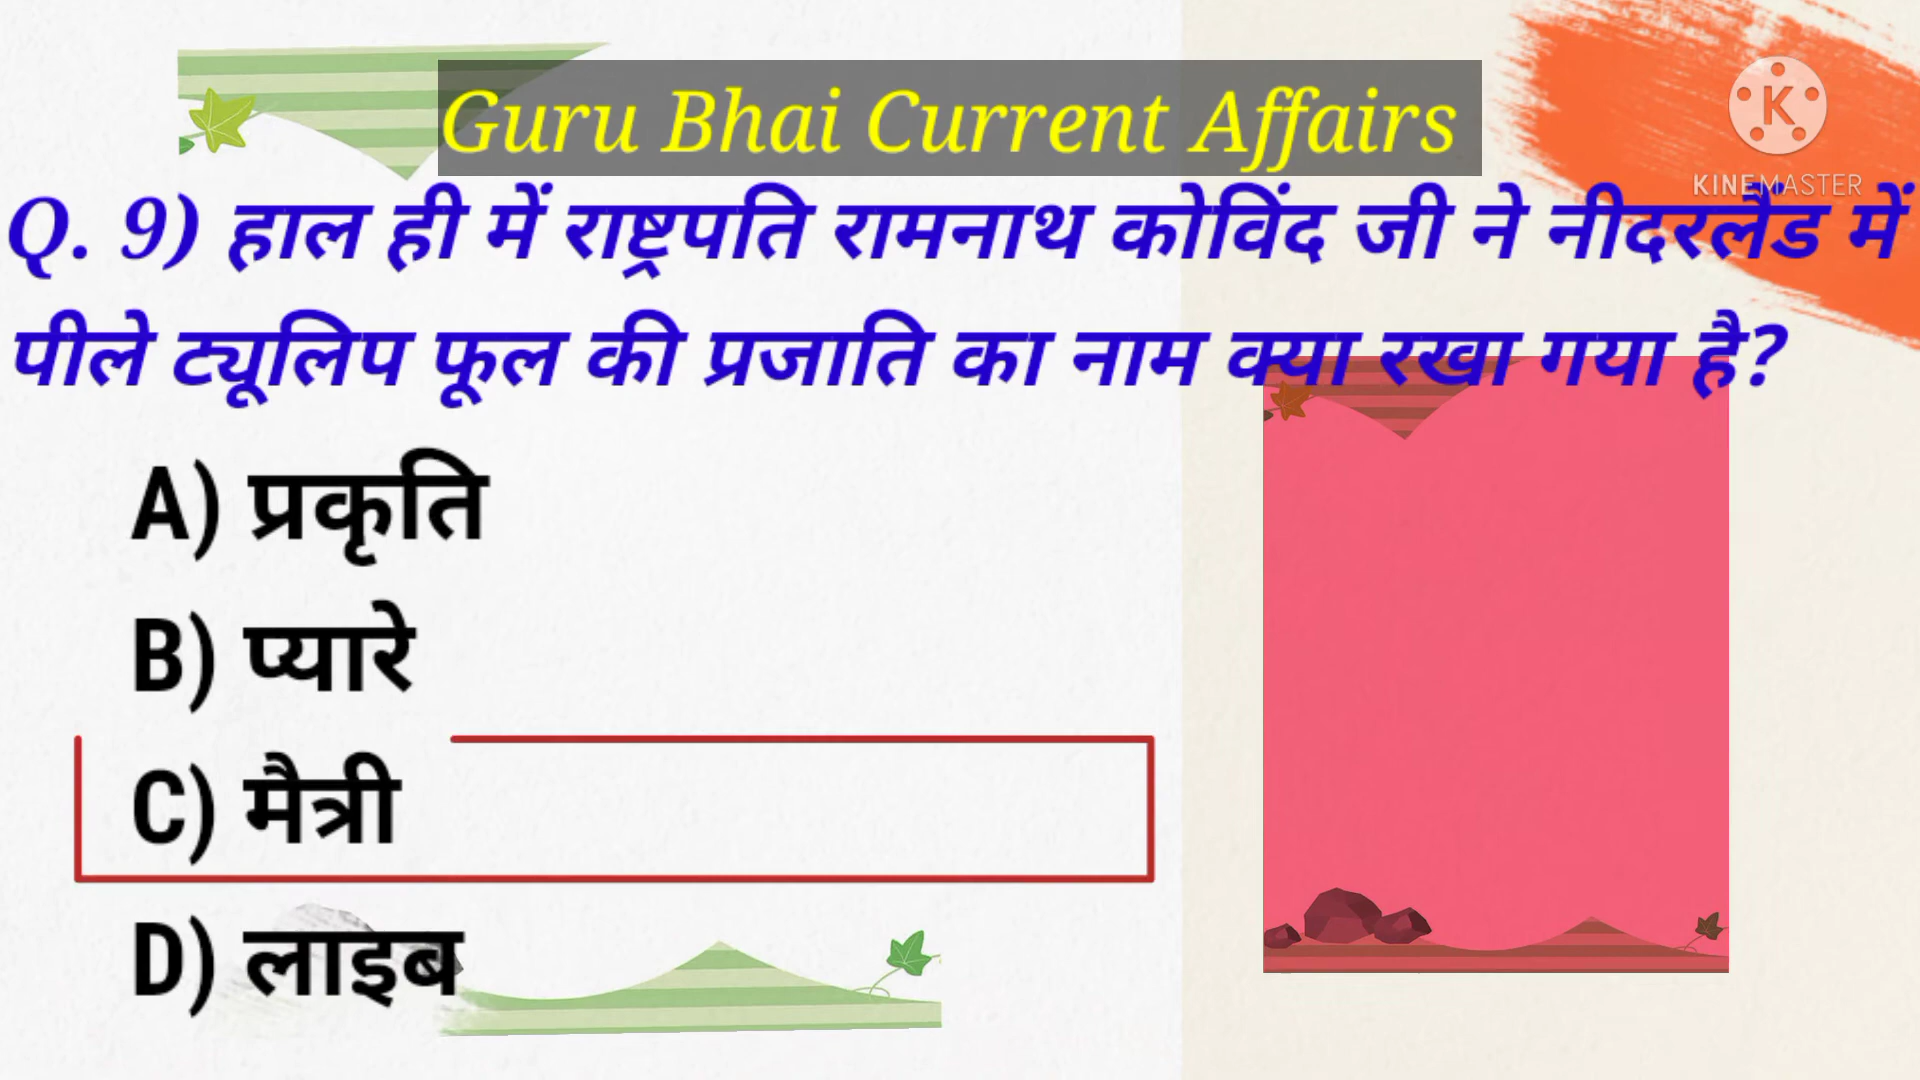 Guru Bhai Current Affairs
KINEMASTER
Q. 9) हाल ही में राष्ट्रपति रामनाथ कोविंद जी ने नीदरलैंड में
पीले ट्यूलिप फूल की प्रजाति का नाम क्या रखा गया है?
A) प्रकृति
B) प्यारे
C) मैत्री
D) लाइब